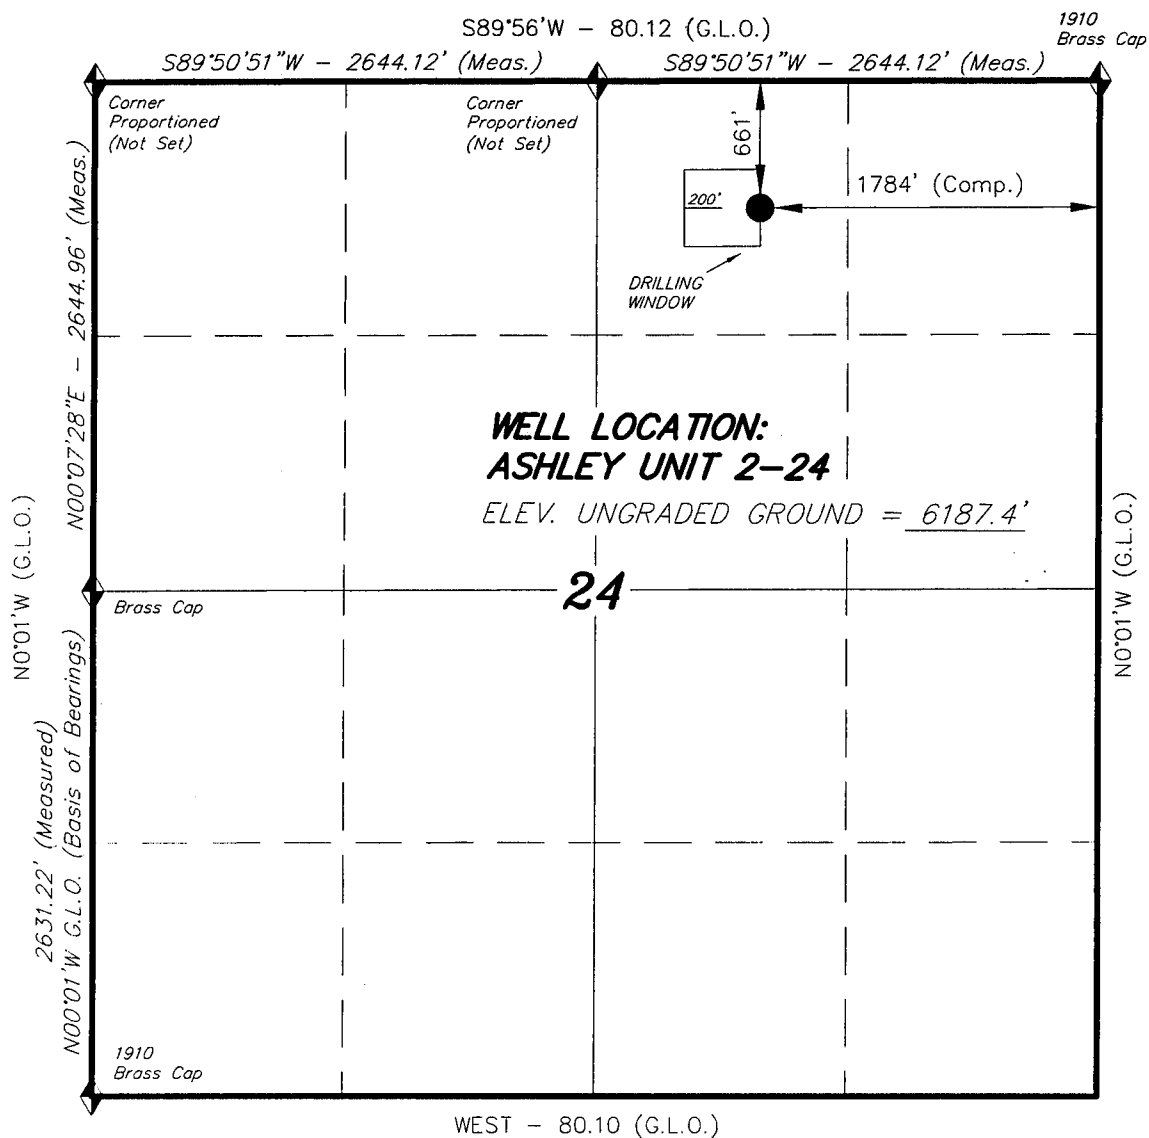 S89°56'W – 80.12 (G.L.O.)
1910
Brass Cap
S89°50'51"W – 2644.12' (Meas.)
S89°50'51"W – 2644.12' (Meas.)
Corner
Proportioned
(Not Set)
Corner
Proportioned
(Not Set)
661'
1784' (Comp.)
200'
DRILLING
WINDOW
N00°07'28"E – 2644.96' (Meas.)
WELL LOCATION:
ASHLEY UNIT 2–24
ELEV. UNGRADED GROUND = 6187.4'
N0°01'W (G.L.O.)
N0°01'W (G.L.O.)
24
Brass Cap
2631.22' (Measured)
N00°01'W G.L.O. (Basis of Bearings)
1910
Brass Cap
WEST – 80.10 (G.L.O.)